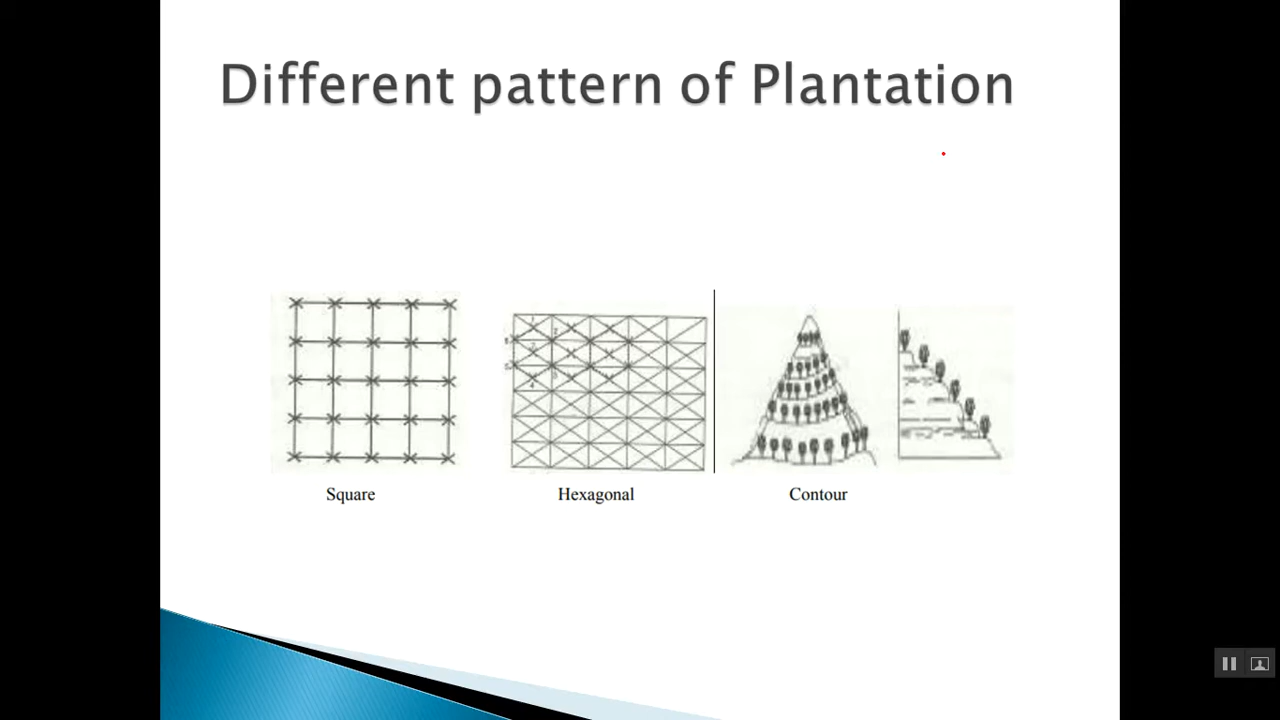 Different pattern of Plantation
Square
Hexagonal
Contour